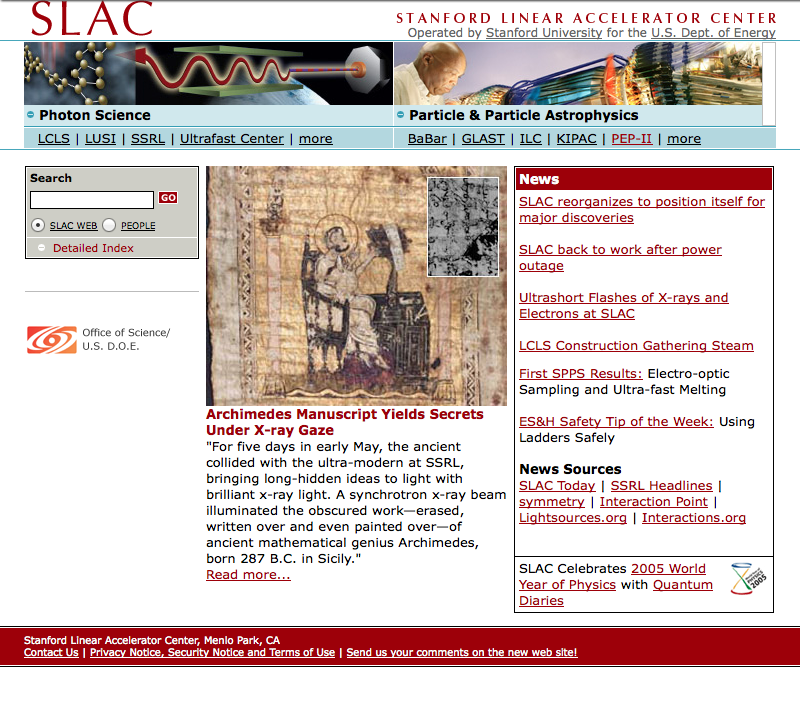 SLAC
STANFORD LINEAR ACCELERATOR CENTER
Operated by Stanford University for the U.S. Dept. of Energy
Photon Science
LCLS | LUSI | SSRL | Ultrafast Center | more
Particle & Particle Astrophysics
BaBar | GLAST | ILC | KIPAC | PEP-II | more
Search
GO
SLAC WEB PEOPLE
Detailed Index
Office of Science/
U.S. D.O.E.
Archimedes Manuscript Yields Secrets
Under X-ray Gaze
"For five days in early May, the ancient
collided with the ultra-modern at SSRL,
bringing long-hidden ideas to light with
brilliant x-ray light. A synchrotron x-ray beam
illuminated the obscured work—erased,
written over and even painted over—of
ancient mathematical genius Archimedes,
born 287 B.C. in Sicily."
Read more...
News
SLAC reorganizes to position itself for
major discoveries
SLAC back to work after power
outage
Ultrashort Flashes of X-rays and
Electrons at SLAC
LCLS Construction Gathering Steam
First SPPS Results: Electro-optic
Sampling and Ultra-fast Melting
ES&H Safety Tip of the Week: Using
Ladders Safely
News Sources
SLAC Today | SSRL Headlines |
symmetry | Interaction Point |
Lightsources.org | Interactions.org
SLAC Celebrates 2005 World
Year of Physics with Quantum
Diaries
2005
Stanford Linear Accelerator Center, Menlo Park, CA
Contact Us | Privacy Notice, Security Notice and Terms of Use | Send us your comments on the new web site!